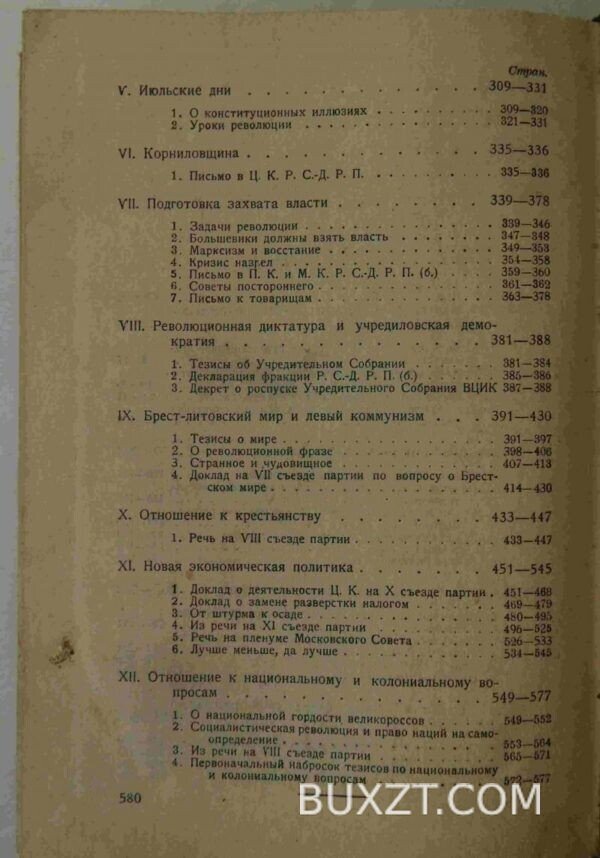 Стран.
V. Июльские дни . . . . . . . . . . . . 309—331
1. О конституционных иллюзиях . . . . . . . . . 309—320
2. Уроки революции . . . . . . . . . . . . . . 321—331
VI. Корниловщина . . . . . . . . . . . . 335—336
1. Письмо в Ц. К. Р. С.-Д. Р. П. . . . . . . . . 335—336
VII. Подготовка захвата власти . . . . . . . 339—378
1. Задачи революции . . . . . . . . . . . . . 339—346
2. Большевики должны взять власть . . . . . . . 347—348
3. Марксизм и восстание . . . . . . . . . . . 349—353
4. Кризис назрел . . . . . . . . . . . . . . 354—358
5. Письмо в П. К. и М. К. Р. С.-Д. Р. П. (б.) . . . . 359—360
6. Советы постороннего . . . . . . . . . . . . 361—362
7. Письмо к товарищам . . . . . . . . . . . . 363—378
VIII. Революционная диктатура и учредиловская демо-
кратия . . . . . . . . . . . . . . 381—388
1. Тезисы об Учредительном Собрании . . . . . . 381—384
2. Декларация фракции Р. С.-Д. Р. П. (б.) . . . . . 385—386
3. Декрет о роспуске Учредительного Собрания ВЦИК 387—388
IX. Брест-литовский мир и левый коммунизм . . . 391—430
1. Тезисы о мире . . . . . . . . . . . . . . 391—397
2. О революционной фразе . . . . . . . . . . . 398—406
3. Странное и чудовищное . . . . . . . . . . . 407—413
4. Доклад на VII съезде партии по вопросу о Брест-
ском мире . . . . . . . . . . . . . . . 414—430
X. Отношение к крестьянству . . . . . . . . 433—447
1. Речь на VIII съезде партии . . . . . . . . . . 433—447
XI. Новая экономическая политика . . . . . . 451—545
1. Доклад о деятельности Ц. К. на X съезде партии . 451—468
2. Доклад о замене разверстки налогом . . . . . . 469—479
3. От штурма к осаде . . . . . . . . . . . . . 480—495
4. Из речи на XI съезде партии . . . . . . . . . 496—525
5. Речь на пленуме Московского Совета . . . . . . 526—533
6. Лучше меньше, да лучше . . . . . . . . . . . 534—545
XII. Отношение к национальному и колониальному во-
просам . . . . . . . . . . . . . . 549—577
1. О национальной гордости великороссов . . . . . . 549—552
2. Социалистическая революция и право наций на само-
определение . . . . . . . . . . . . . . 553—564
3. Из речи на VIII съезде партии . . . . . . . . . 565—571
4. Первоначальный набросок тезисов по национальному
и колониальному вопросам . . . . . . . . 572—577
580
BUXZT.COM